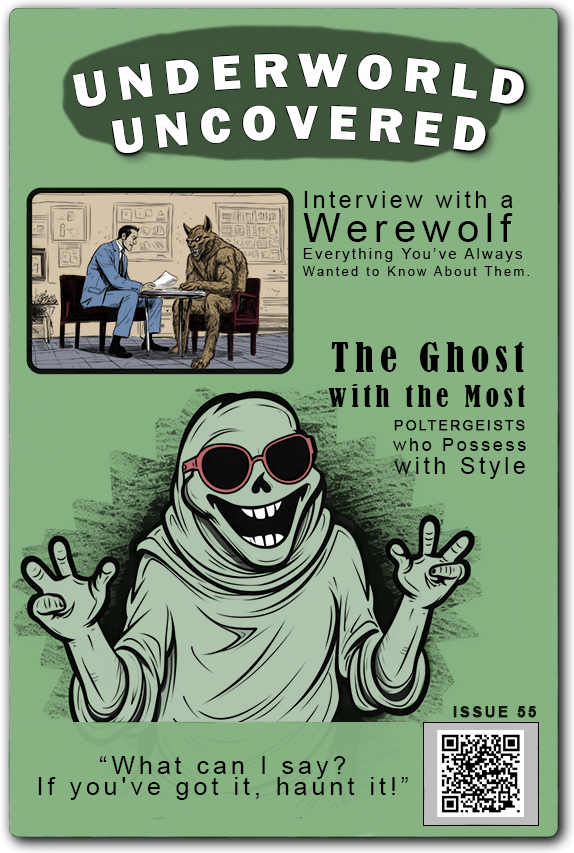 UNDERWORLD
UNCOVERED
Interview with a
Werewolf
Everything You've Always
Wanted to Know About Them.
The Ghost
with the Most
POLTERGEISTS
who Possess
with Style
ISSUE 55
“What can I say?
If you've got it, haunt it!”